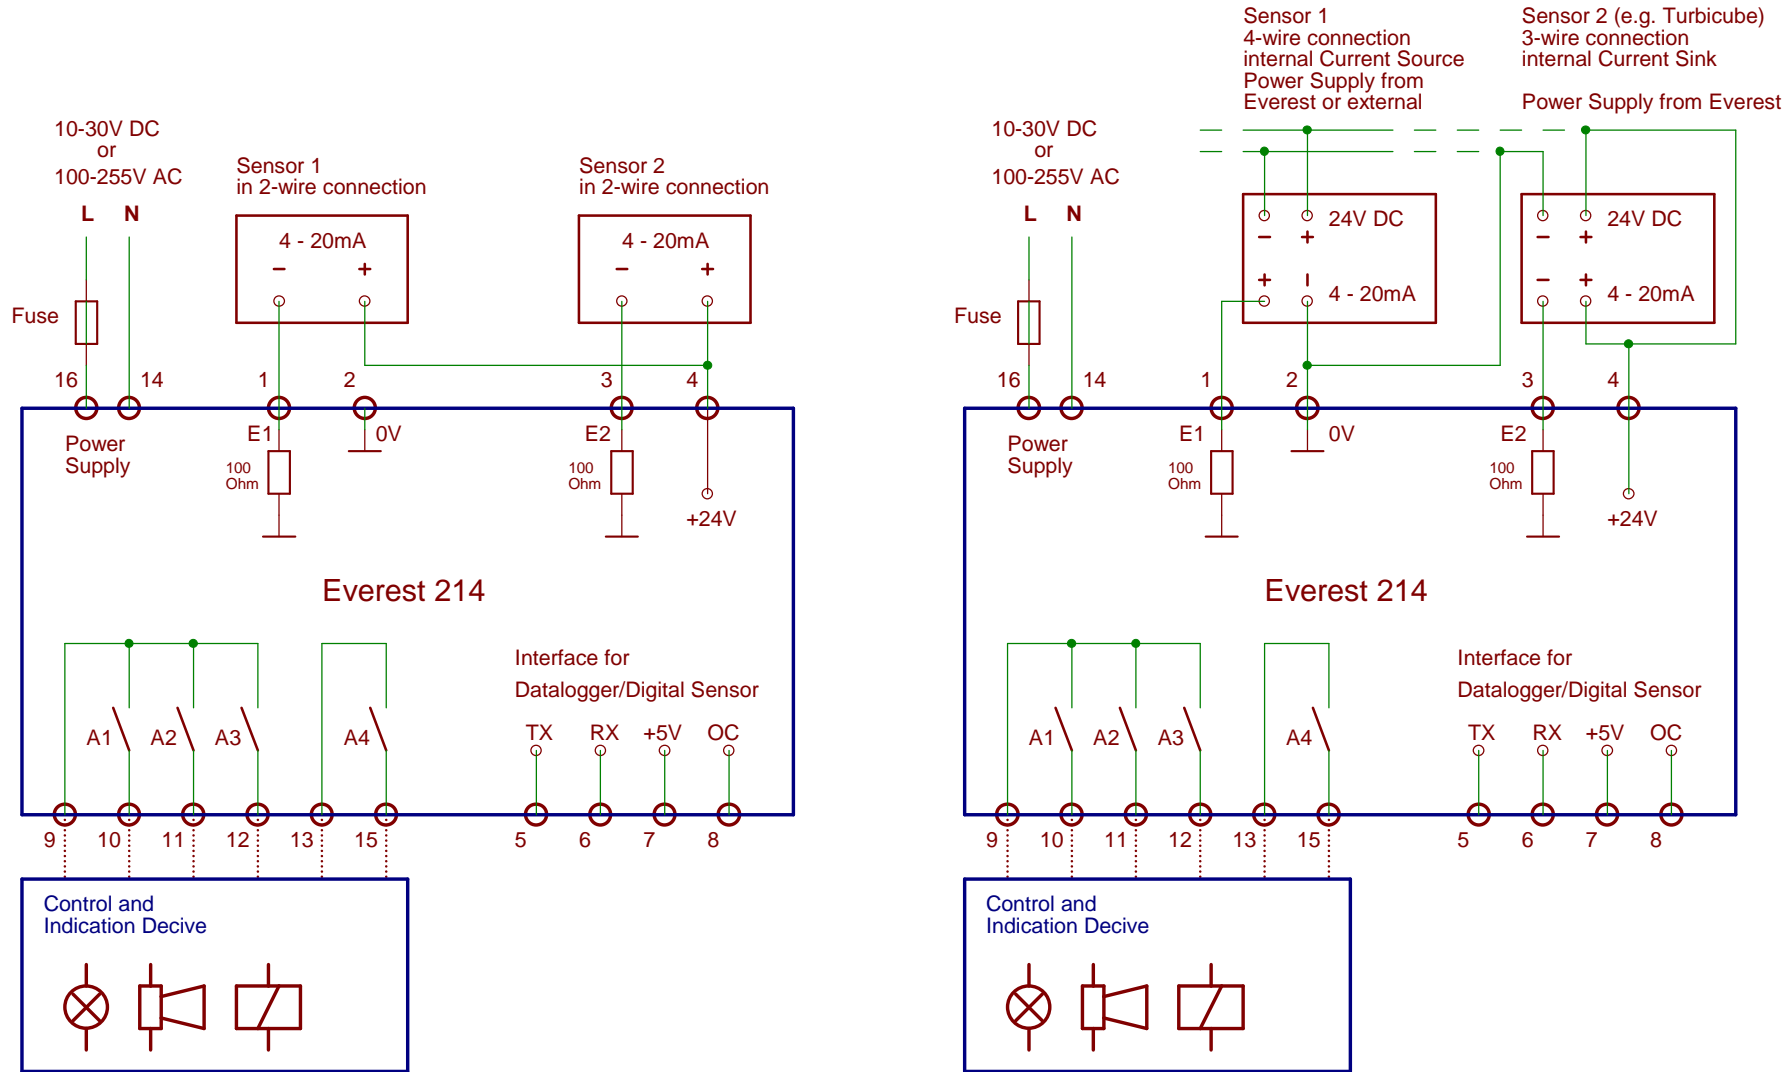 10-30V DC
or
100-255V AC
L N
Fuse
Sensor 1
in 2-wire connection
4 - 20mA
− +
Sensor 2
in 2-wire connection
4 - 20mA
− +
16 14 1 2 3 4
Power
Supply
E1
100
Ohm
0V
E2
100
Ohm
+24V
Everest 214
A1 A2 A3 A4
Interface for
Datalogger/Digital Sensor
TX RX +5V OC
9 10 11 12 13 15 5 6 7 8
Control and
Indication Decive
Sensor 1
4-wire connection
internal Current Source
Power Supply from
Everest or external
Sensor 2 (e.g. Turbicube)
3-wire connection
internal Current Sink
Power Supply from Everest
10-30V DC
or
100-255V AC
L N
Fuse
24V DC
− +
+ −
4 - 20mA
24V DC
− +
− +
4 - 20mA
16 14 1 2 3 4
Power
Supply
E1
100
Ohm
0V
E2
100
Ohm
+24V
Everest 214
A1 A2 A3 A4
Interface for
Datalogger/Digital Sensor
TX RX +5V OC
9 10 11 12 13 15 5 6 7 8
Control and
Indication Decive